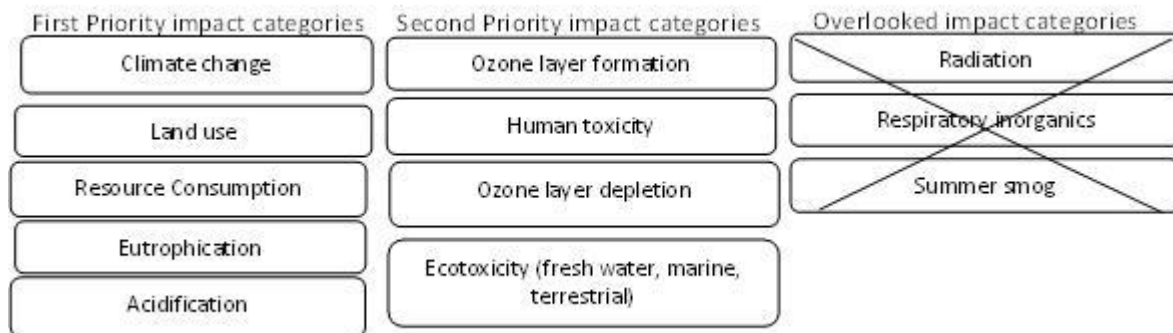 First Priority impact categories
Climate change
Land use
Resource Consumption
Eutrophication
Acidification
Second Priority impact categories
Ozone layer formation
Human toxicity
Ozone layer depletion
Ecotoxicity (fresh water, marine,
terrestrial)
Overlooked impact categories
Radiation
Respiratory inorganics
Summer smog